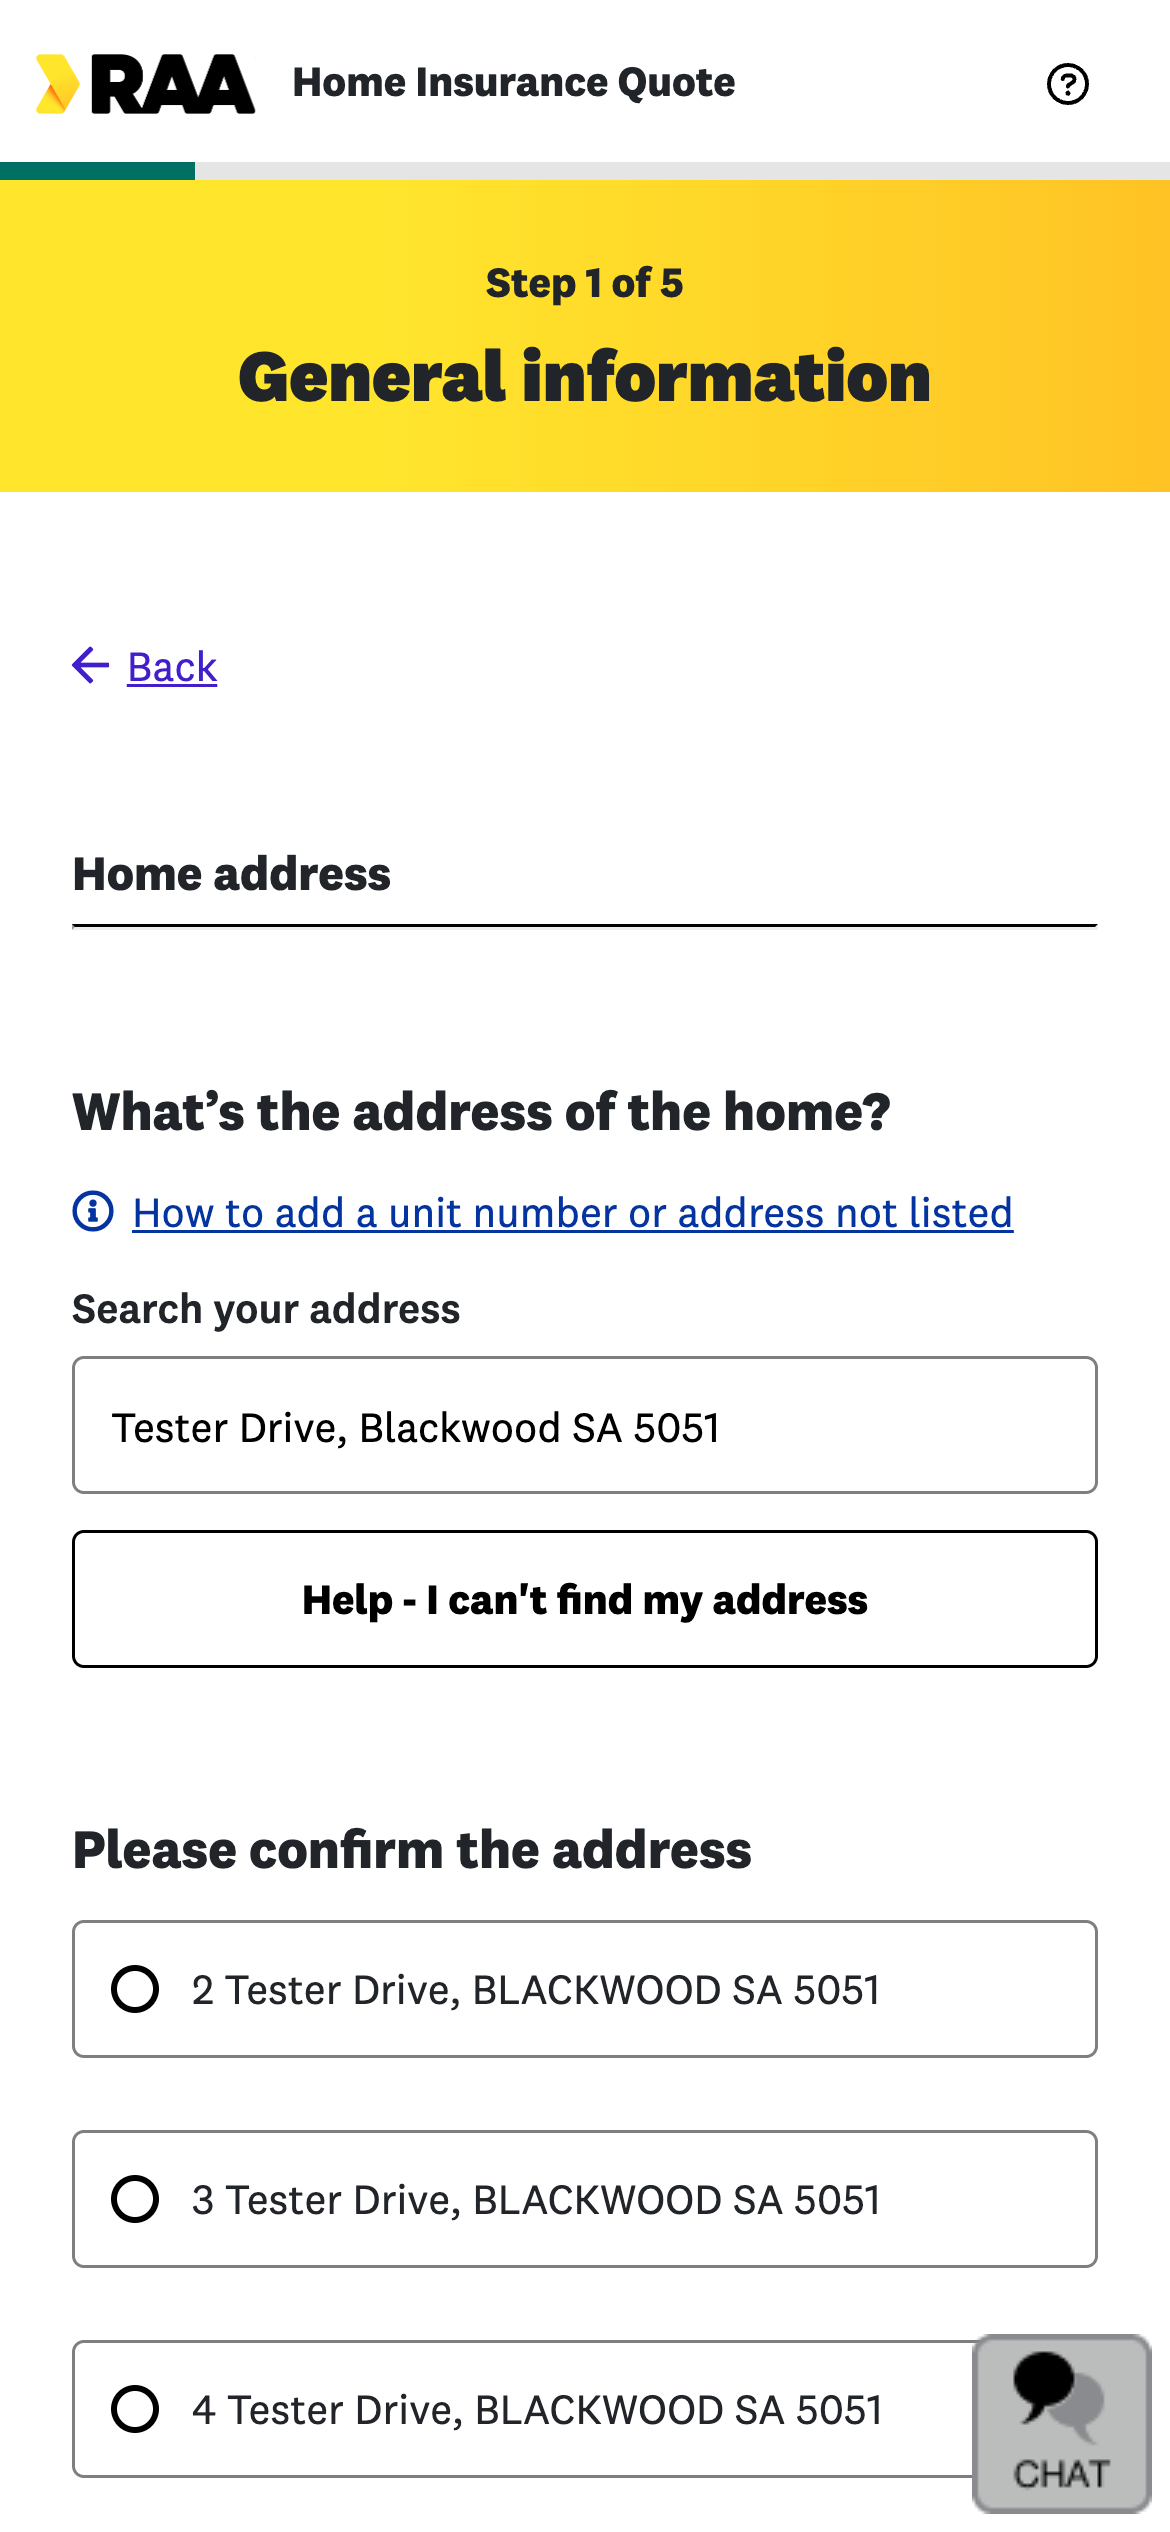 RAA
Home Insurance Quote
Step 1 of 5
General information
Back
Home address
What’s the address of the home?
How to add a unit number or address not listed
Search your address
Tester Drive, Blackwood SA 5051
Help - I can't find my address
Please confirm the address
2 Tester Drive, BLACKWOOD SA 5051
3 Tester Drive, BLACKWOOD SA 5051
4 Tester Drive, BLACKWOOD SA 5051
CHAT